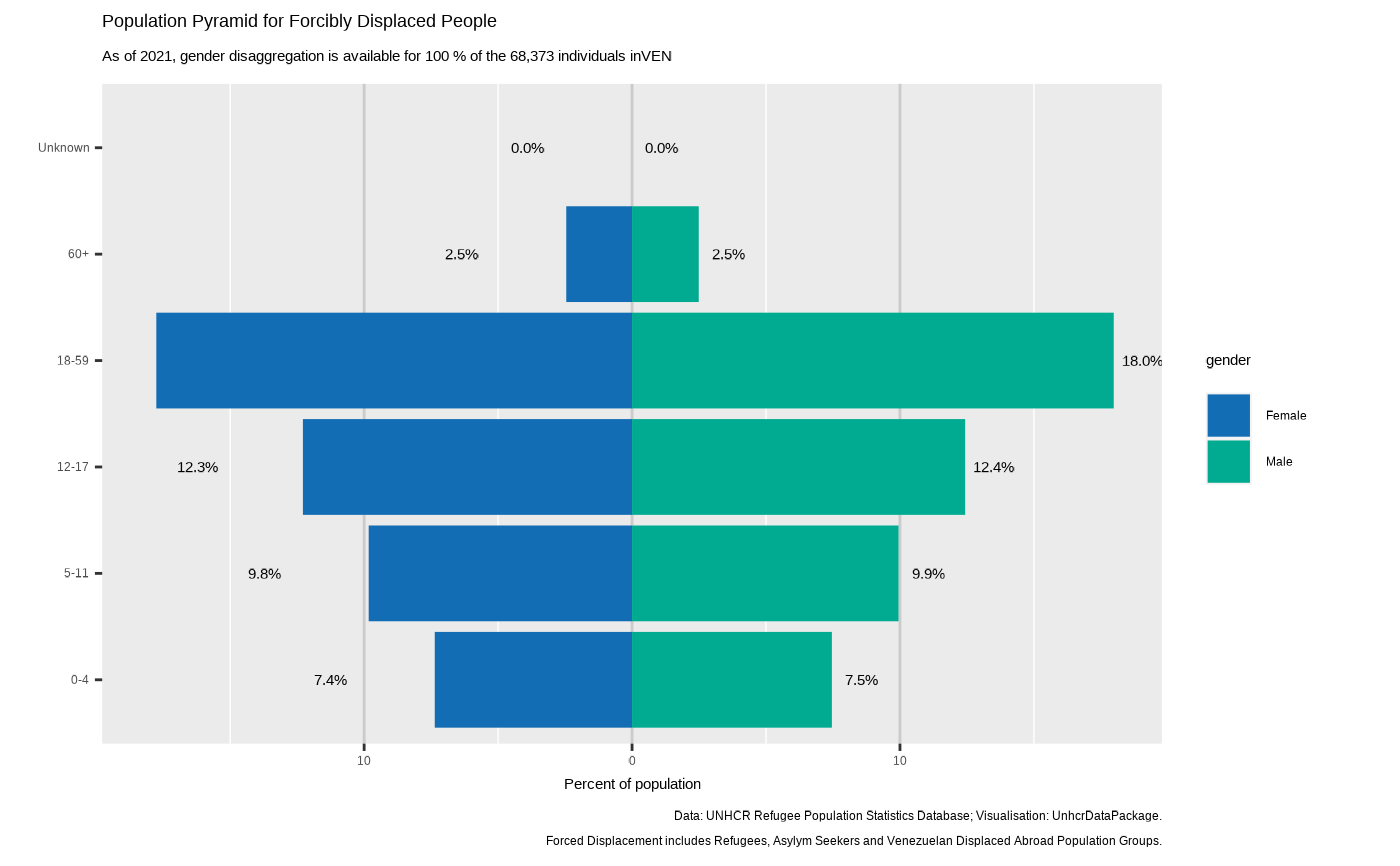 Population Pyramid for Forcibly Displaced People
As of 2021, gender disaggregation is available for 100 % of the 68,373 individuals inVEN
Unknown 0.0% 0.0%
60+ 2.5% 2.5%
18-59 18.0%
12-17 12.3% 12.4%
5-11 9.8% 9.9%
0-4 7.4% 7.5%
10 0 10
Percent of population
gender
Female
Male
Data: UNHCR Refugee Population Statistics Database; Visualisation: UnhcrDataPackage.
Forced Displacement includes Refugees, Asylym Seekers and Venezuelan Displaced Abroad Population Groups.